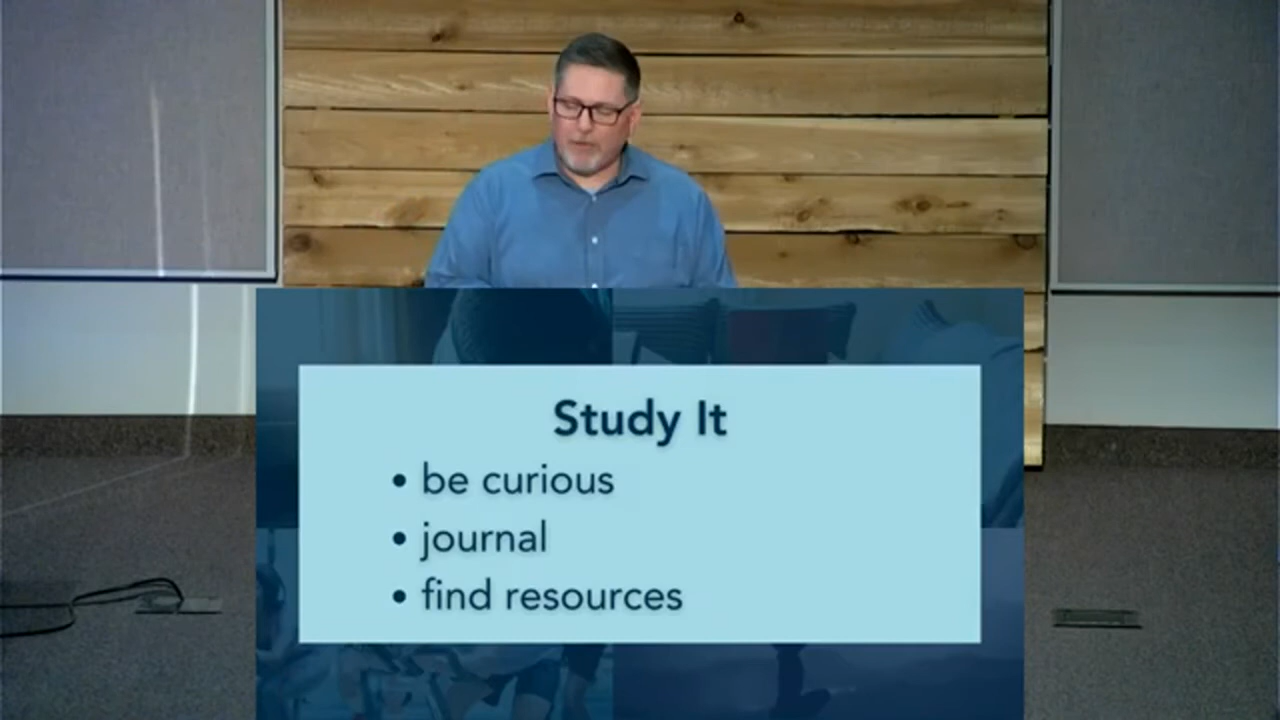 Study It
• be curious
• journal
• find resources